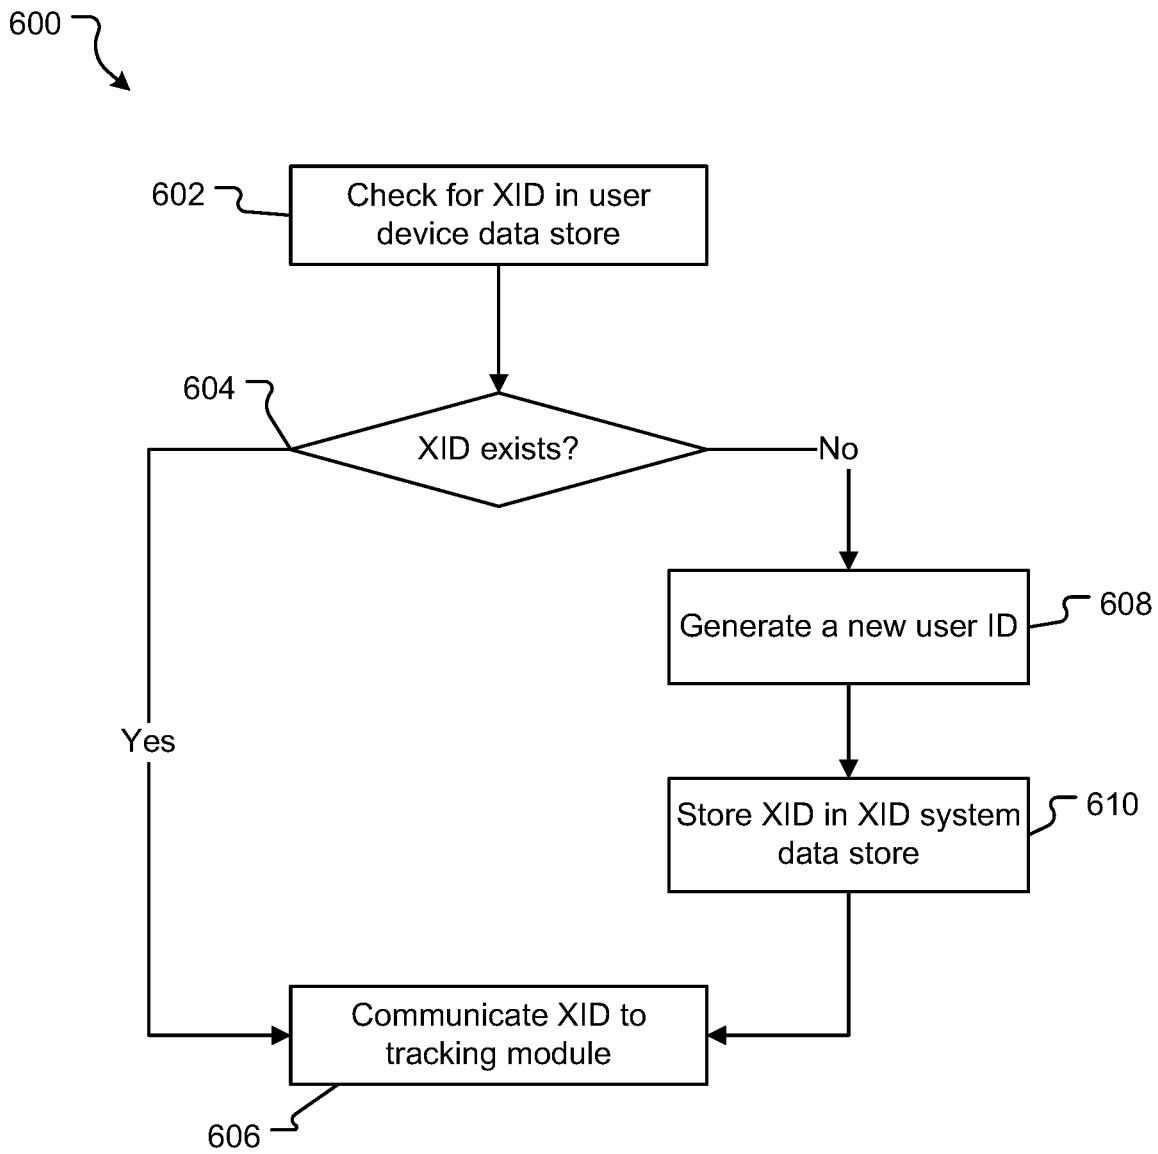 600
602
Check for XID in user
device data store
604
XID exists?
No
Generate a new user ID
608
Yes
Store XID in XID system
data store
610
Communicate XID to
tracking module
606